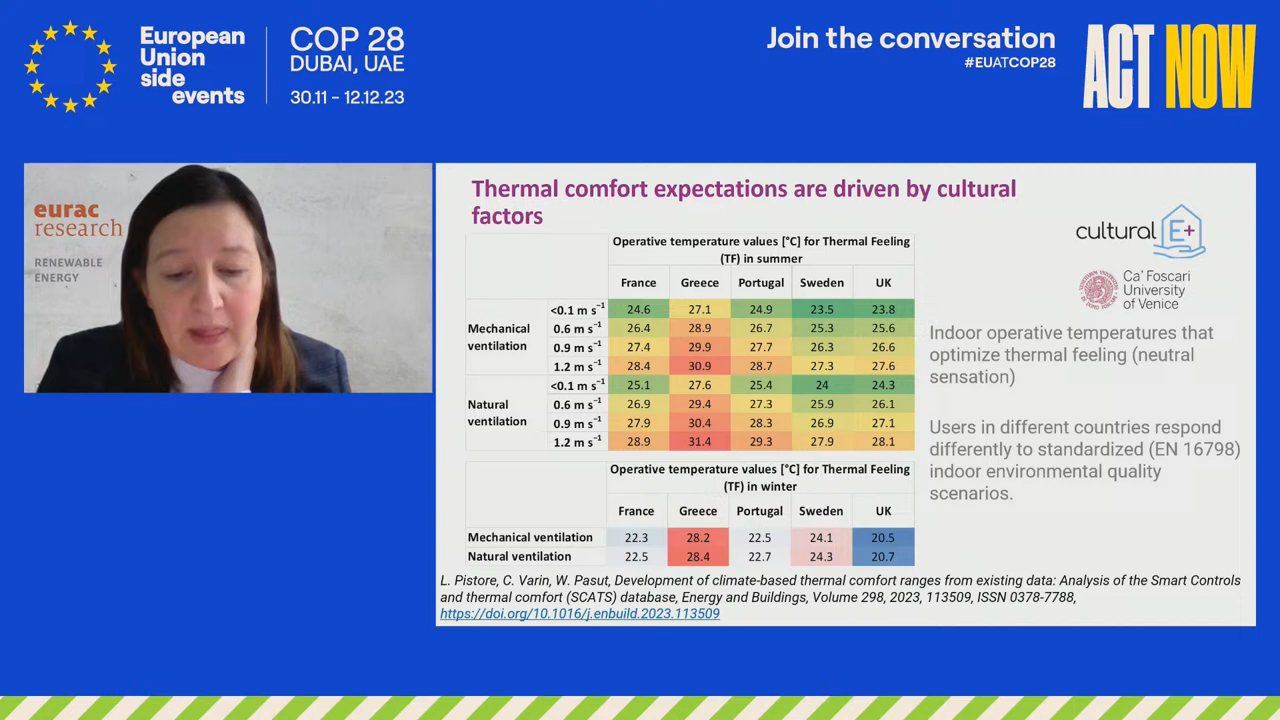 European
Union
side
events
COP 28
DUBAI, UAE
30.11 – 12.12.23
Join the conversation
#EUATCOP28
ACT NOW
eurac
research
RENEWABLE
ENERGY
Thermal comfort expectations are driven by cultural
factors
cultural E+
Ca' Foscari
University
of Venice
Operative temperature values [°C] for Thermal Feeling
(TF) in summer
France Greece Portugal Sweden UK
Mechanical
ventilation
<0.1 m s⁻¹ 24.6 27.1 24.9 23.5 23.8
0.6 m s⁻¹ 26.4 28.9 26.7 25.3 25.6
0.9 m s⁻¹ 27.4 29.9 27.7 26.3 26.6
1.2 m s⁻¹ 28.4 30.9 28.7 27.3 27.6
Natural
ventilation
<0.1 m s⁻¹ 25.1 27.6 25.4 24 24.3
0.6 m s⁻¹ 26.9 29.4 27.3 25.9 26.1
0.9 m s⁻¹ 27.9 30.4 28.3 26.9 27.1
1.2 m s⁻¹ 28.9 31.4 29.3 27.9 28.1
Operative temperature values [°C] for Thermal Feeling
(TF) in winter
France Greece Portugal Sweden UK
Mechanical ventilation 22.3 28.2 22.5 24.1 20.5
Natural ventilation 22.5 28.4 22.7 24.3 20.7
Indoor operative temperatures that
optimize thermal feeling (neutral
sensation)
Users in different countries respond
differently to standardized (EN 16798)
indoor environmental quality
scenarios.
L. Pistore, C. Varin, W. Pasut, Development of climate-based thermal comfort ranges from existing data: Analysis of the Smart Controls
and thermal comfort (SCATS) database, Energy and Buildings, Volume 298, 2023, 113509, ISSN 0378-7788,
https://doi.org/10.1016/j.enbuild.2023.113509